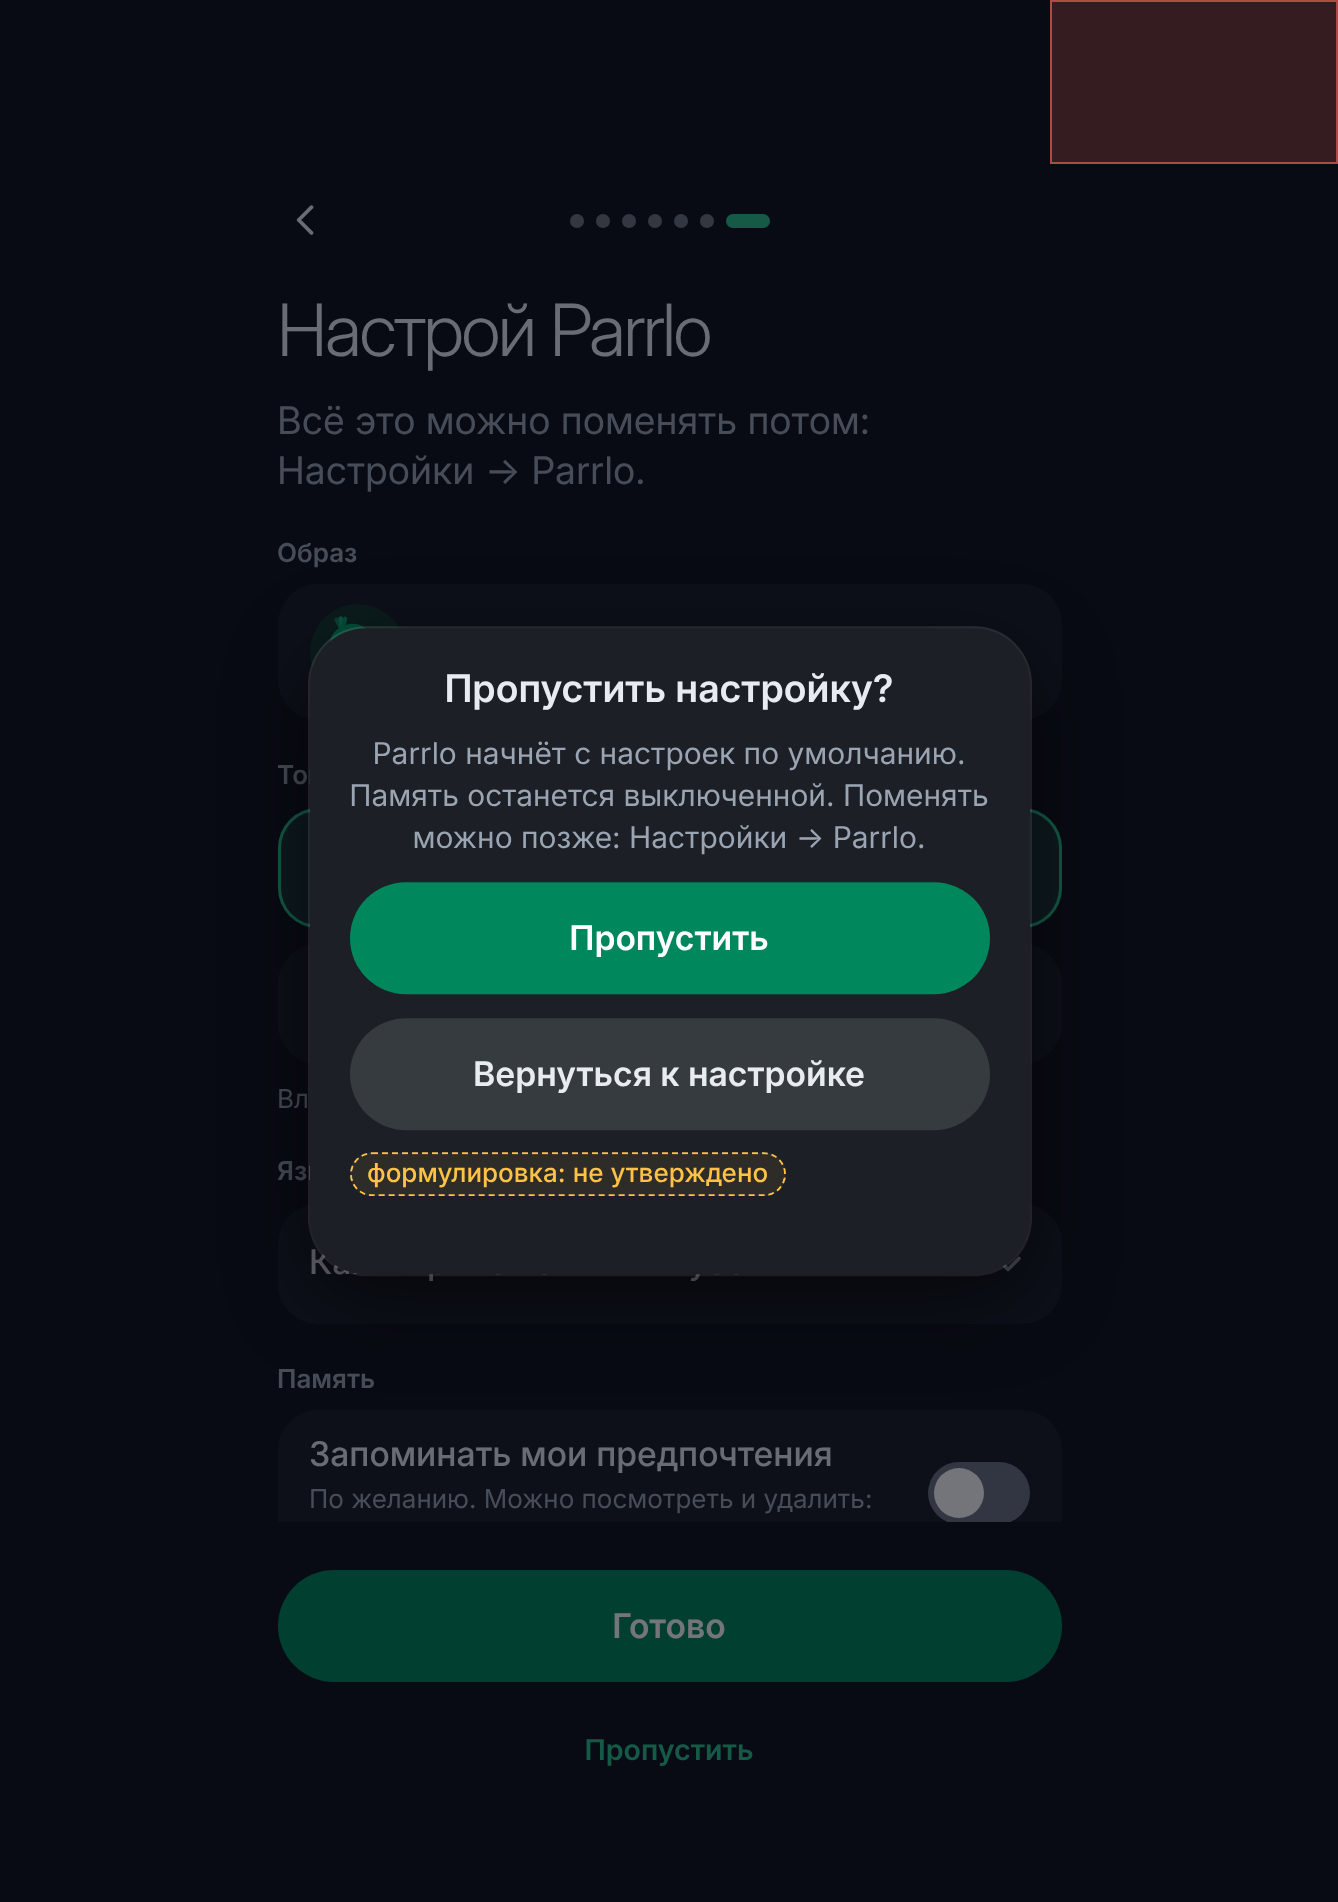 Настрой Parrlo
Всё это можно поменять потом:
Настройки → Parrlo.
Образ
Пропустить настройку?
Parrlo начнёт с настроек по умолчанию.
Память останется выключенной. Поменять
можно позже: Настройки → Parrlo.
Пропустить
Вернуться к настройке
формулировка: не утверждено
Память
Запоминать мои предпочтения
По желанию. Можно посмотреть и удалить:
Готово
Пропустить